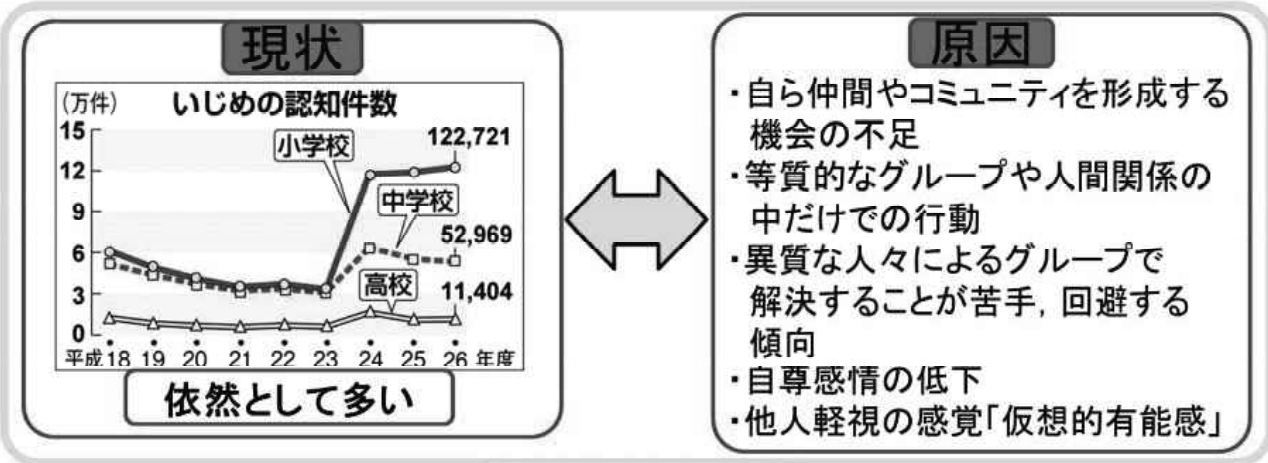 現状
(万件) いじめの認知件数
15
12
9
6
3
0
小学校
122,721
中学校
52,969
高校
11,404
平成18 19 20 21 22 23 24 25 26 年度
依然として多い
原因
・自ら仲間やコミュニティを形成する
機会の不足
・等質的なグループや人間関係の
中だけでの行動
・異質な人々によるグループで
解決することが苦手, 回避する
傾向
・自尊感情の低下
・他人軽視の感覚「仮想的有能感」